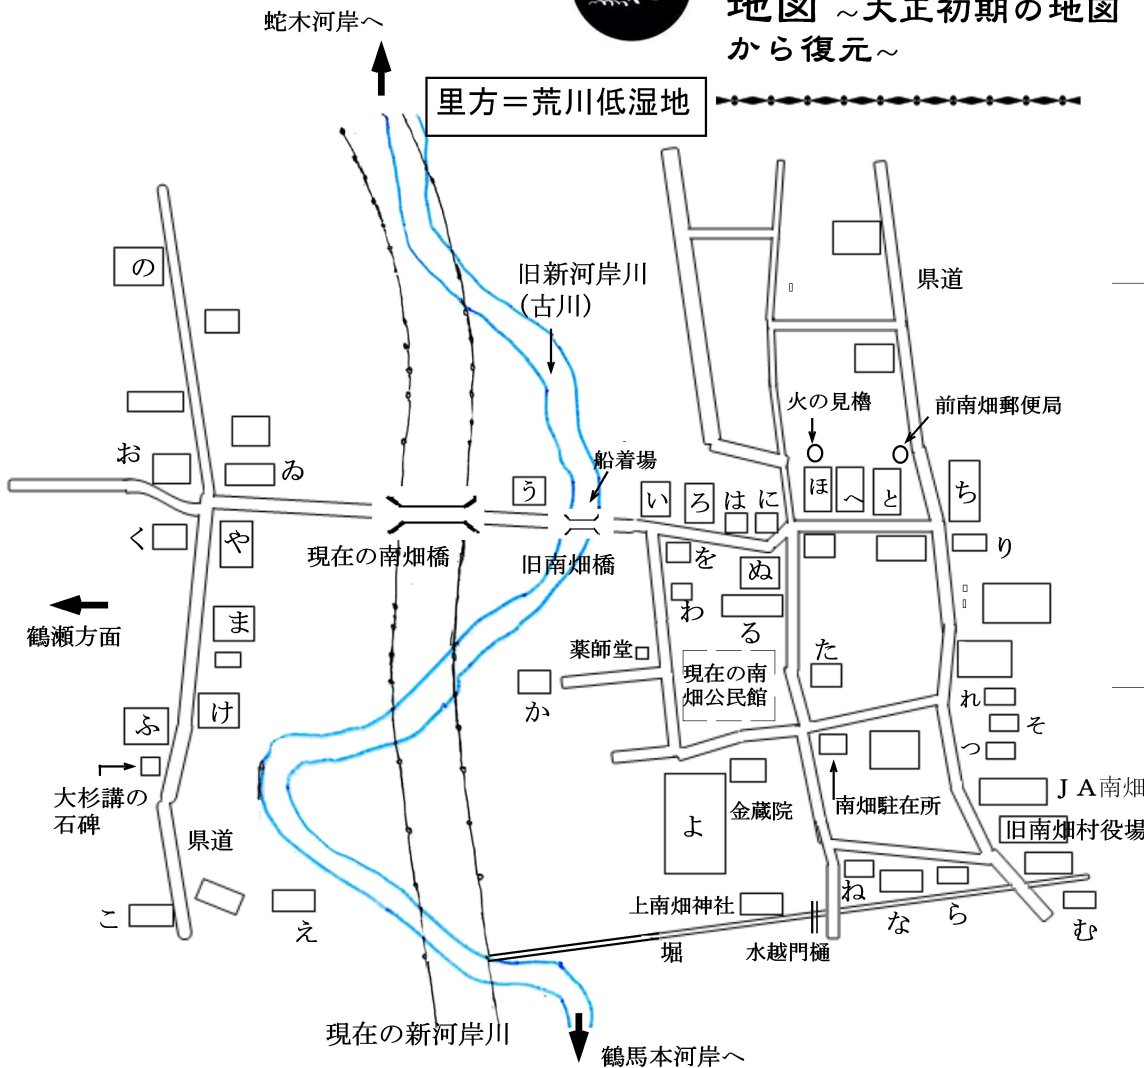 地図 ~大正初期の地図
から復元~
蛇木河岸へ
里方＝荒川低湿地
の
旧新河岸川
（古川）
県道
火の見櫓
前南畑郵便局
お
ゐ
船着場
う
い
ろ
は
に
ほ
へ
と
ち
く
や
現在の南畑橋
旧南畑橋
を
ぬ
り
鶴瀬方面
ま
わ
る
薬師堂
現在の南
畑公民館
た
か
れ
そ
つ
ふ
け
大杉講の
石碑
県道
よ
金蔵院
南畑駐在所
ＪＡ南畑
旧南畑村役場
こ
え
上南畑神社
ね
な
ら
む
堀
水越門樋
現在の新河岸川
鶴馬本河岸へ